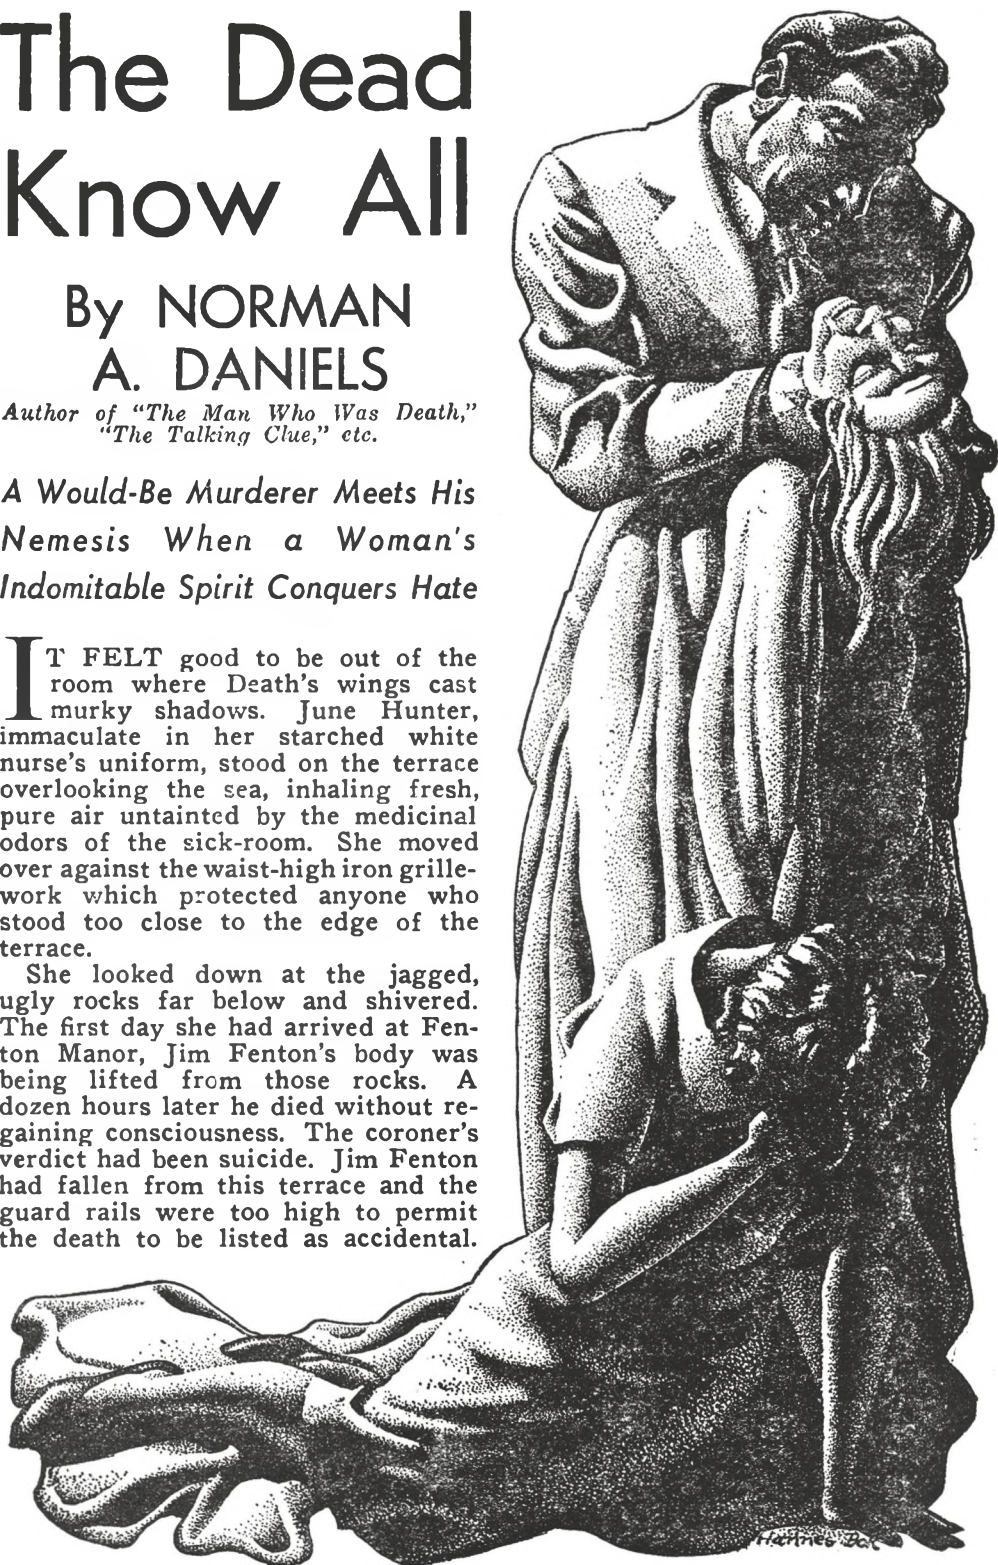 The Dead
Know All
By NORMAN
A. DANIELS
Author of "The Man Who Was Death,"
"The Talking Clue," etc.
A Would-Be Murderer Meets His
Nemesis When a Woman's
Indomitable Spirit Conquers Hate
IT FELT good to be out of the
room where Death's wings cast
murky shadows. June Hunter,
immaculate in her starched white
nurse's uniform, stood on the terrace
overlooking the sea, inhaling fresh,
pure air untainted by the medicinal
odors of the sick-room. She moved
over against the waist-high iron grille-
work which protected anyone who
stood too close to the edge of the
terrace.
She looked down at the jagged,
ugly rocks far below and shivered.
The first day she had arrived at Fen-
ton Manor, Jim Fenton's body was
being lifted from those rocks. A
dozen hours later he died without re-
gaining consciousness. The coroner's
verdict had been suicide. Jim Fenton
had fallen from this terrace and the
guard rails were too high to permit
the death to be listed as accidental.
Hannes Bok